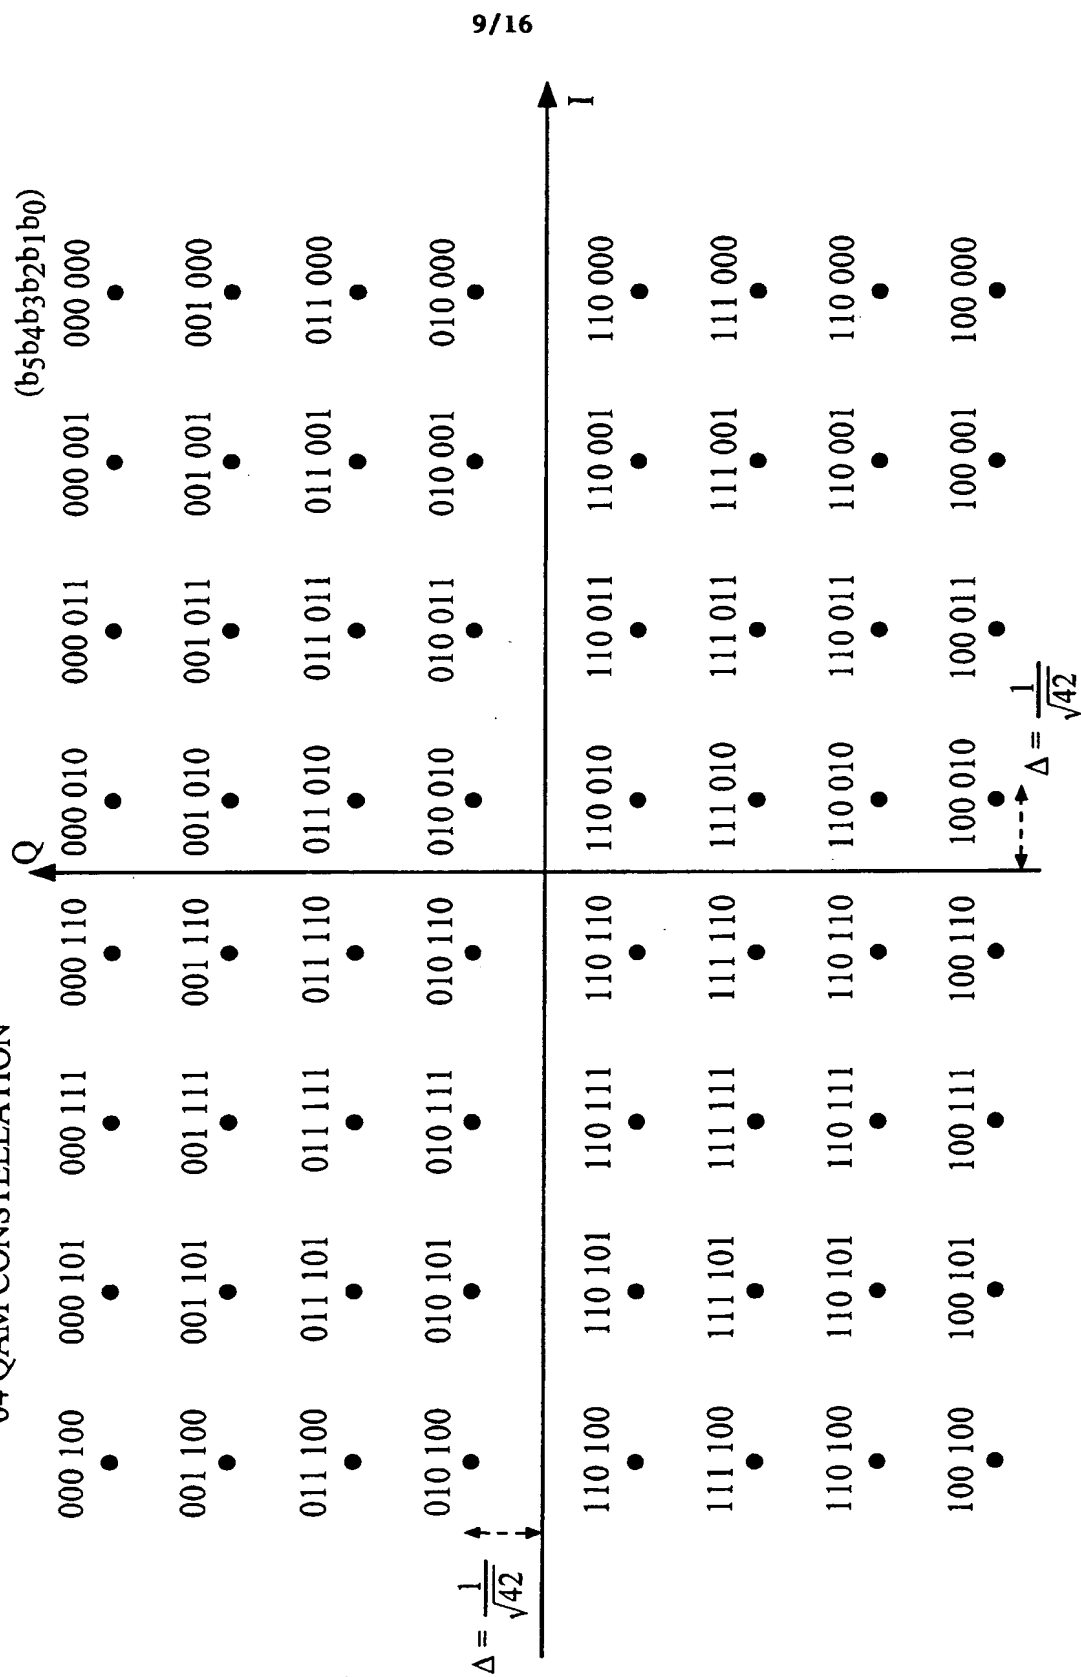 9/16
64 QAM CONSTELLATION
Q
(b5b4b3b2b1b0)
000 100 000 101 000 111 000 110 000 010 000 011 000 001 000 000
001 100 001 101 001 111 001 110 001 010 001 011 001 001 001 000
011 100 011 101 011 111 011 110 011 010 011 011 011 001 011 000
010 100 010 101 010 111 010 110 010 010 010 011 010 001 010 000
Δ = 1/√42
I
110 100 110 101 110 111 110 110 110 010 110 011 110 001 110 000
111 100 111 101 111 111 111 110 111 010 111 011 111 001 111 000
110 100 110 101 110 111 110 110 110 010 110 011 110 001 110 000
100 100 100 101 100 111 100 110 100 010 100 011 100 001 100 000
Δ = 1/√42